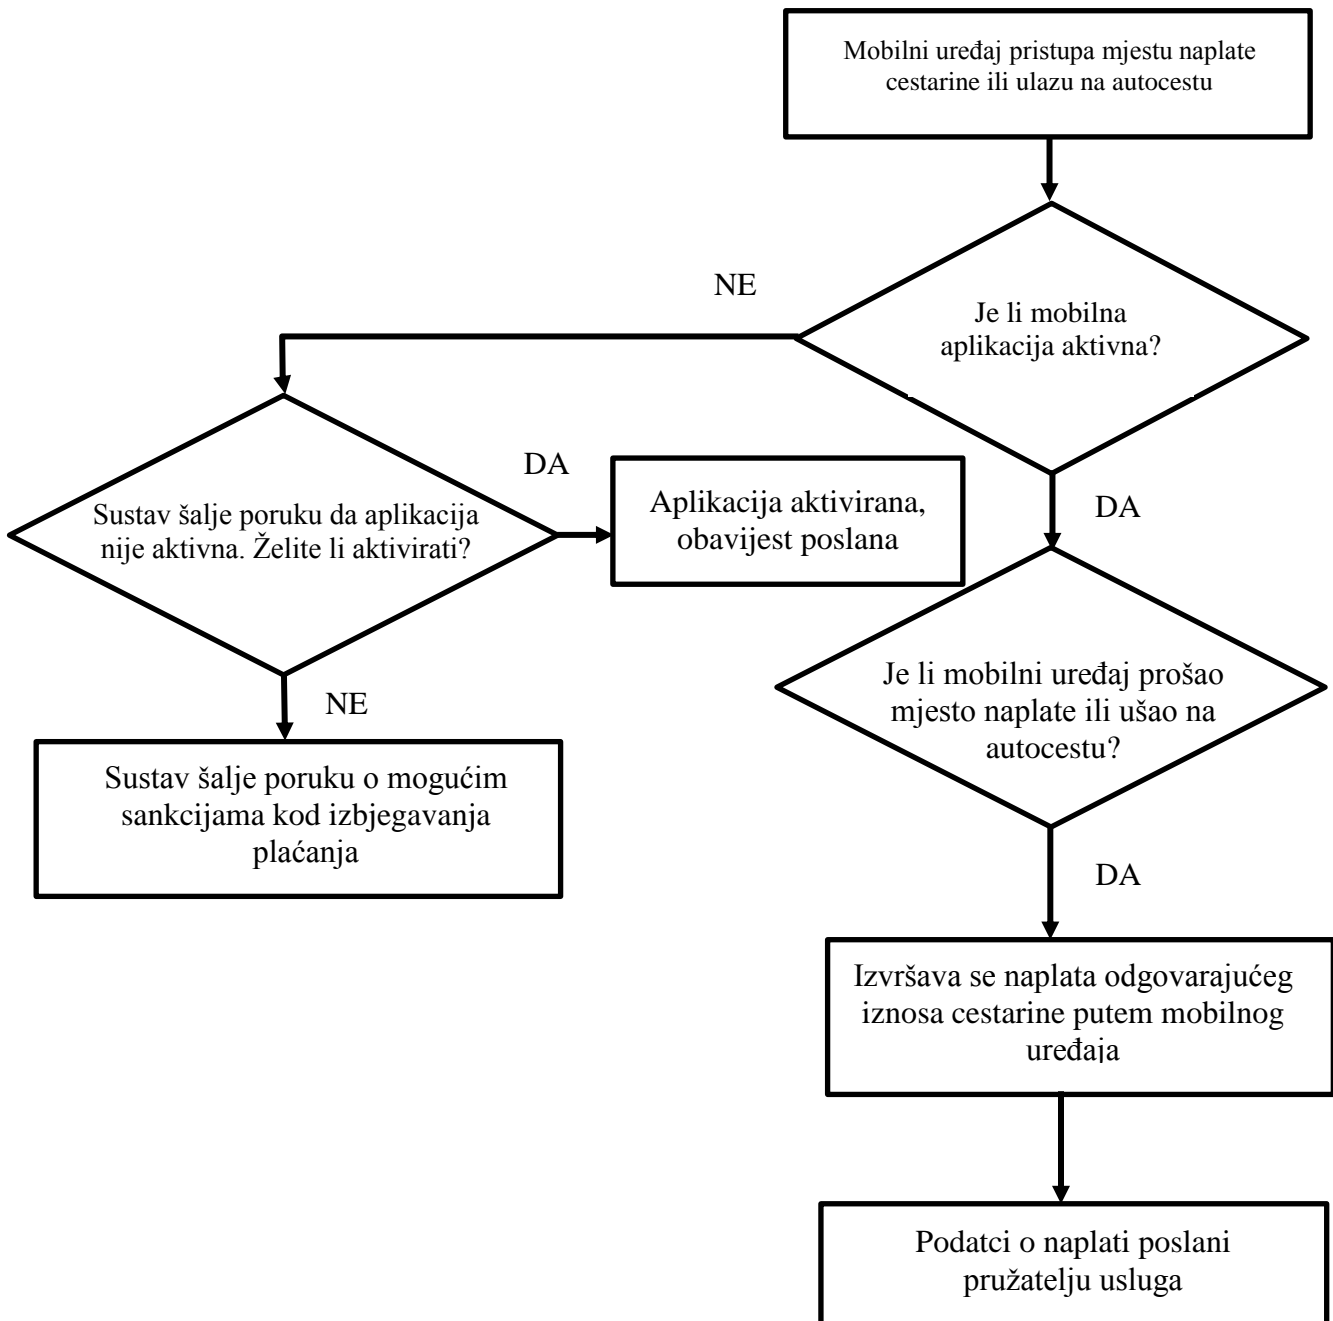 Mobilni uređaj pristupa mjestu naplate
cestarine ili ulazu na autocestu
NE
Je li mobilna
aplikacija aktivna?
DA
Sustav šalje poruku da aplikacija
nije aktivna. Želite li aktivirati?
Aplikacija aktivirana,
obavijest poslana
DA
NE
Je li mobilni uređaj prošao
mjesto naplate ili ušao na
autocestu?
Sustav šalje poruku o mogućim
sankcijama kod izbjegavanja
plaćanja
DA
Izvršava se naplata odgovarajućeg
iznosa cestarine putem mobilnog
uređaja
Podatci o naplati poslani
pružatelju usluga